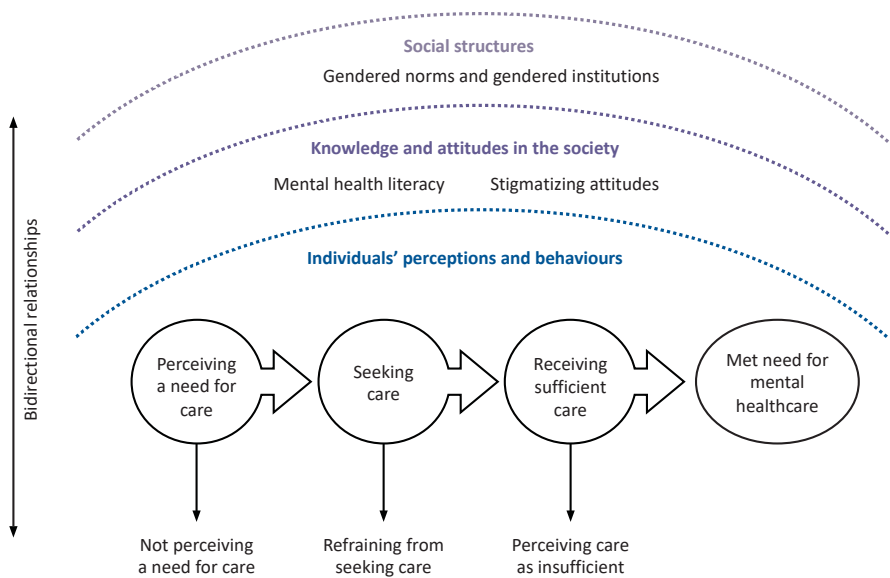 Social structures
Gendered norms and gendered institutions
Knowledge and attitudes in the society
Mental health literacy
Stigmatizing attitudes
Individuals’ perceptions and behaviours
Bidirectional relationships
Perceiving
a need for
care
Seeking
care
Receiving
sufficient
care
Met need for
mental
healthcare
Not perceiving
a need for care
Refraining from
seeking care
Perceiving care
as insufficient